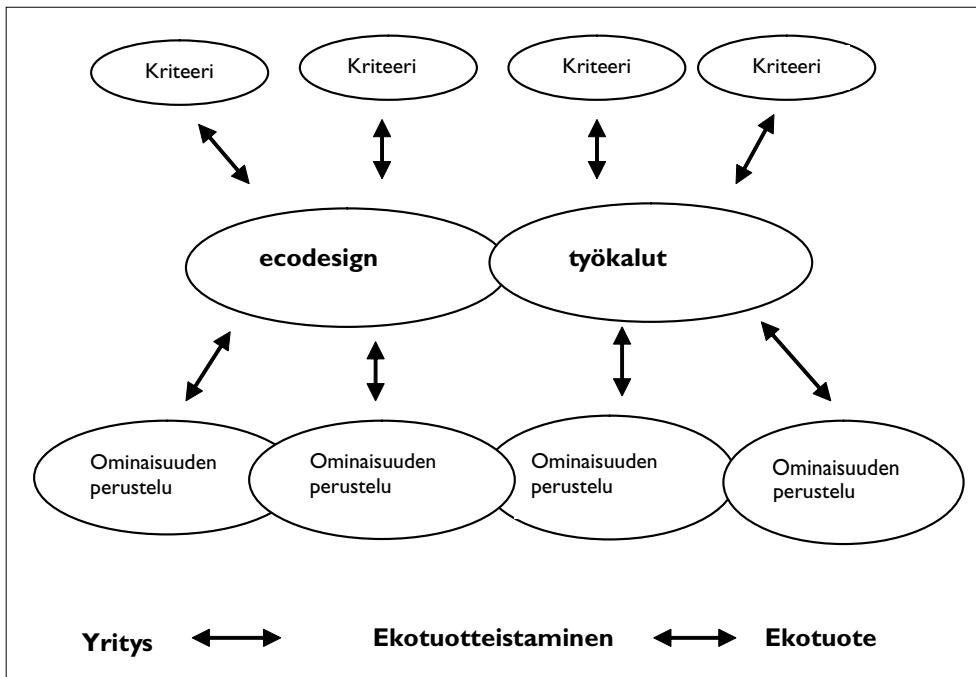 Kriteeri
Kriteeri
Kriteeri
Kriteeri
ecodesign
työkalut
Ominaisuuden
perustelu
Ominaisuuden
perustelu
Ominaisuuden
perustelu
Ominaisuuden
perustelu
Yritys
Ekotuotteistaminen
Ekotuote